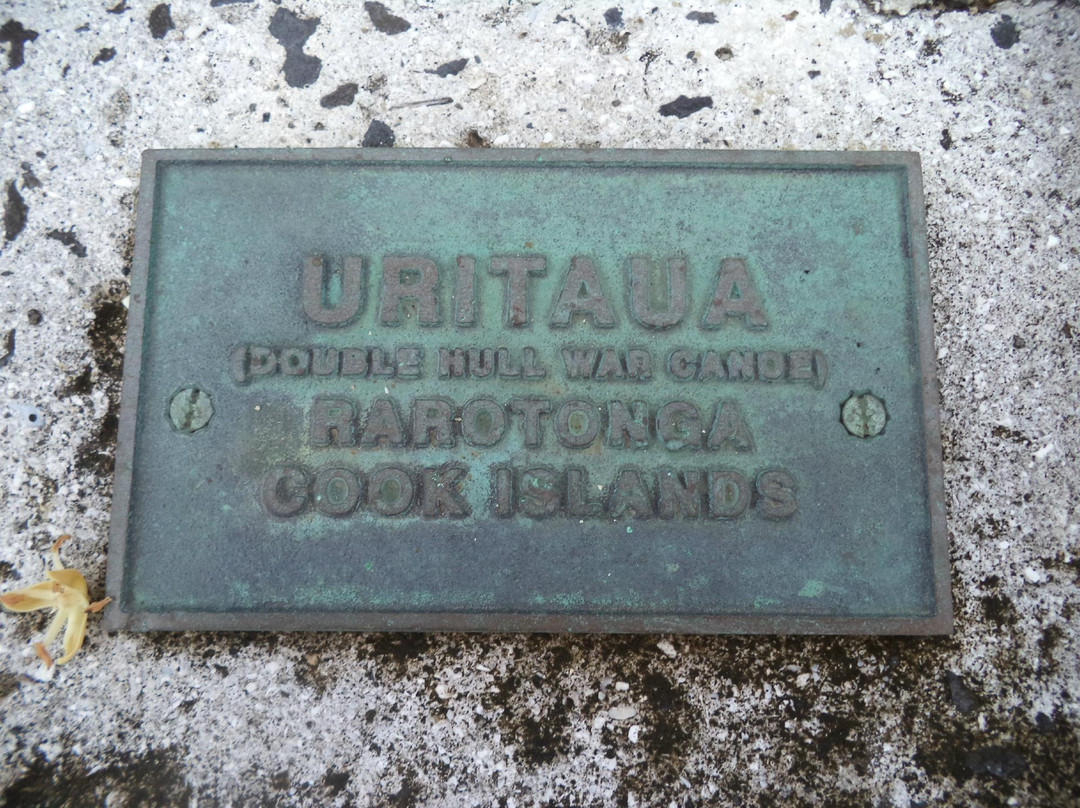 URITAUA
(DOUBLE HULL WAR CANOE)
RAROTONGA
COOK ISLANDS